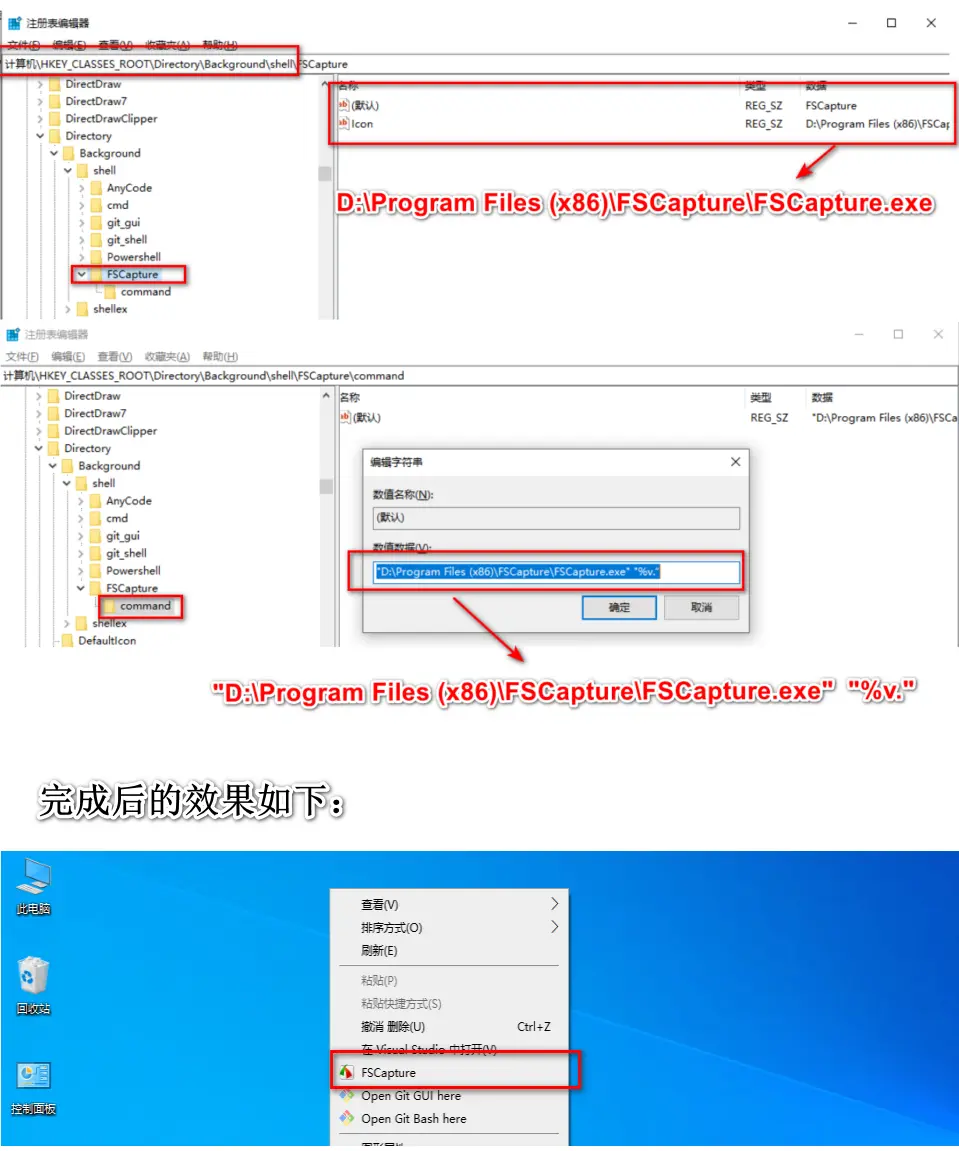 注册表编辑器
文件(F) 编辑(E) 查看(V) 收藏夹(A) 帮助(H)
计算机\HKEY_CLASSES_ROOT\Directory\Background\shell\FSCapture
DirectDraw
DirectDraw7
DirectDrawClipper
Directory
Background
shell
AnyCode
cmd
git_gui
git_shell
Powershell
FSCapture
command
shellex
名称 类型 数据
(默认) REG_SZ FSCapture
Icon REG_SZ D:\Program Files (x86)\FSCap
D:\Program Files (x86)\FSCapture\FSCapture.exe
注册表编辑器
文件(F) 编辑(E) 查看(V) 收藏夹(A) 帮助(H)
计算机\HKEY_CLASSES_ROOT\Directory\Background\shell\FSCapture\command
DirectDraw
DirectDraw7
DirectDrawClipper
Directory
Background
shell
AnyCode
cmd
git_gui
git_shell
Powershell
FSCapture
command
shellex
DefaultIcon
名称 类型 数据
(默认) REG_SZ "D:\Program Files (x86)\FSCa
编辑字符串
数值名称(N):
(默认)
数值数据(V):
"D:\Program Files (x86)\FSCapture\FSCapture.exe" "%v."
确定 取消
"D:\Program Files (x86)\FSCapture\FSCapture.exe" "%v."
完成后的效果如下：
此电脑
回收站
控制面板
查看(V)
排序方式(O)
刷新(E)
粘贴(P)
粘贴快捷方式(S)
撤消 删除(U) Ctrl+Z
在 Visual Studio 中打开(V)
FSCapture
Open Git GUI here
Open Git Bash here